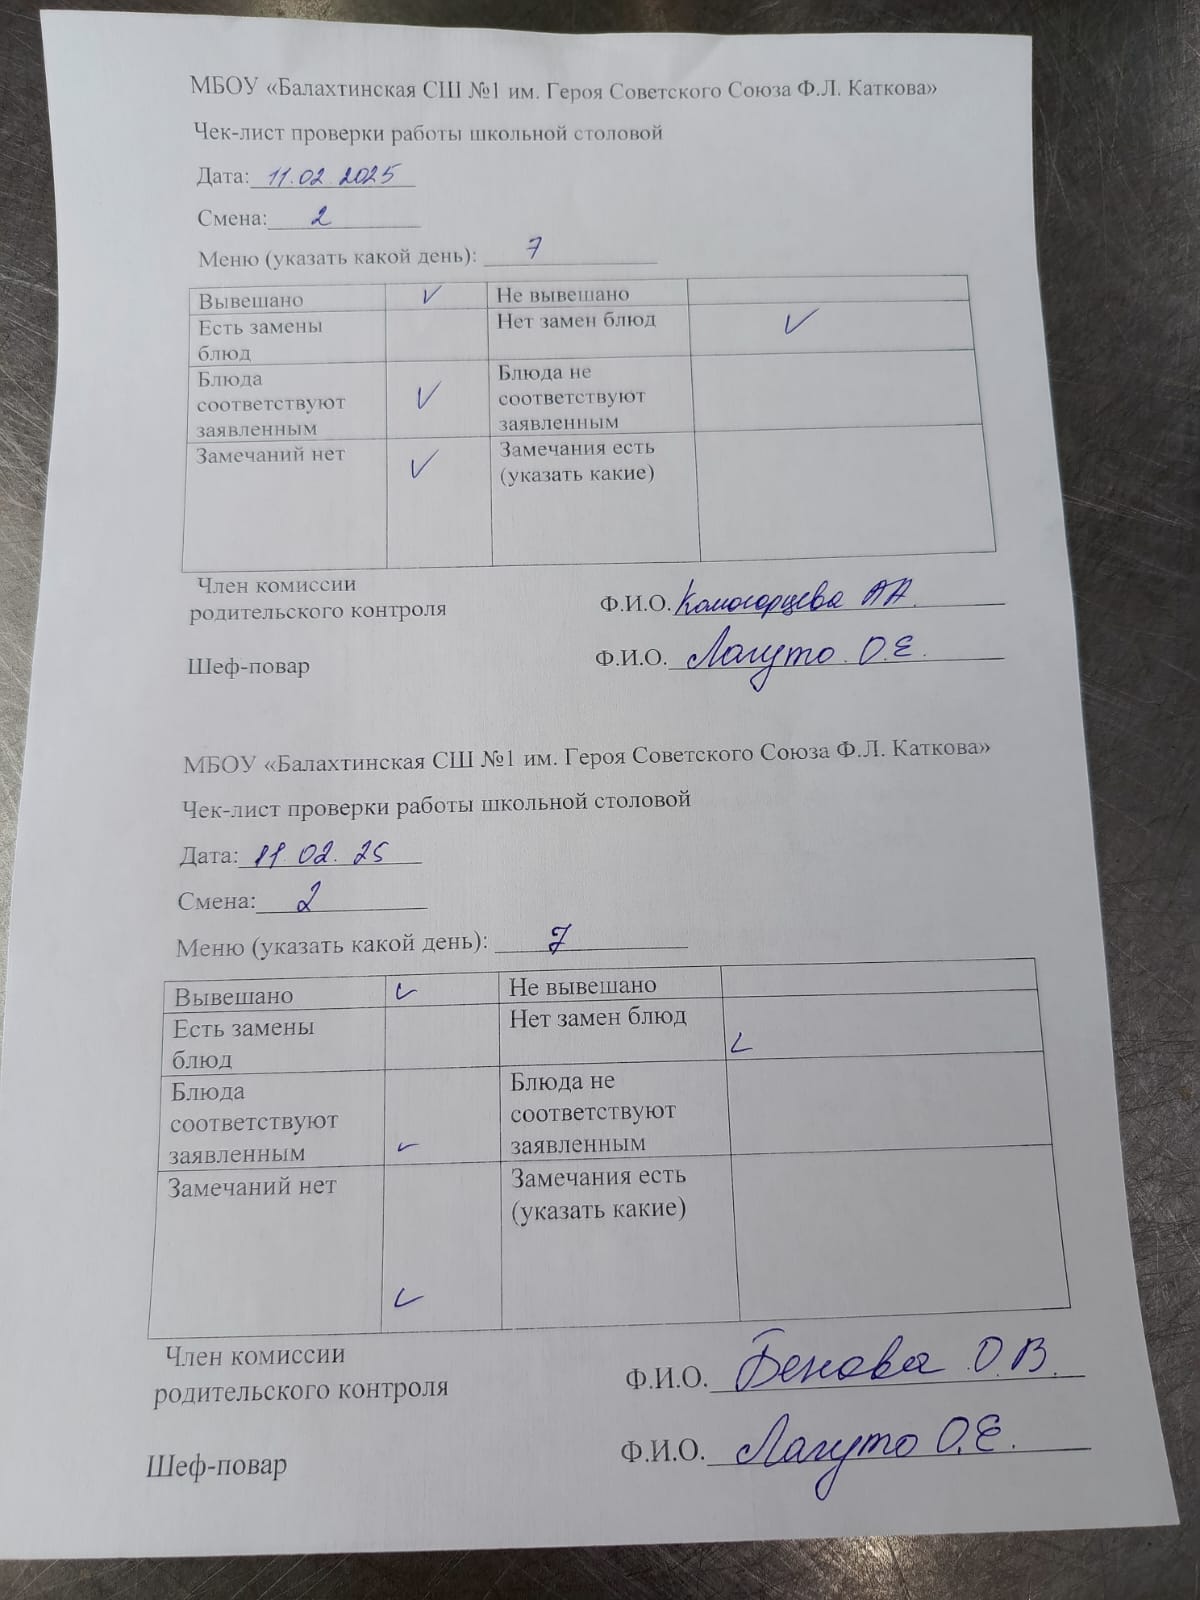 МБОУ «Балахтинская СШ №1 им. Героя Советского Союза Ф.Л. Каткова»
Чек-лист проверки работы школьной столовой
Дата: 11.02.2025
Смена: 2
Меню (указать какой день): 7
Вывешано ✓ Не вывешано
Есть замены Нет замен блюд ✓
блюд
Блюда Блюда не
соответствуют ✓ соответствуют
заявленным заявленным
Замечаний нет ✓ Замечания есть
(указать какие)
Член комиссии
родительского контроля Ф.И.О. Комогорцева А.А.
Шеф-повар Ф.И.О. Лагуто О.Е.
МБОУ «Балахтинская СШ №1 им. Героя Советского Союза Ф.Л. Каткова»
Чек-лист проверки работы школьной столовой
Дата: 11.02.25
Смена: 2
Меню (указать какой день): 7
Вывешано ✓ Не вывешано
Есть замены Нет замен блюд
блюд ✓
Блюда Блюда не
соответствуют соответствуют
заявленным ✓ заявленным
Замечаний нет ✓ Замечания есть
(указать какие)
Член комиссии
родительского контроля Ф.И.О. Бенова О.В.
Шеф-повар Ф.И.О. Лагуто О.Е.